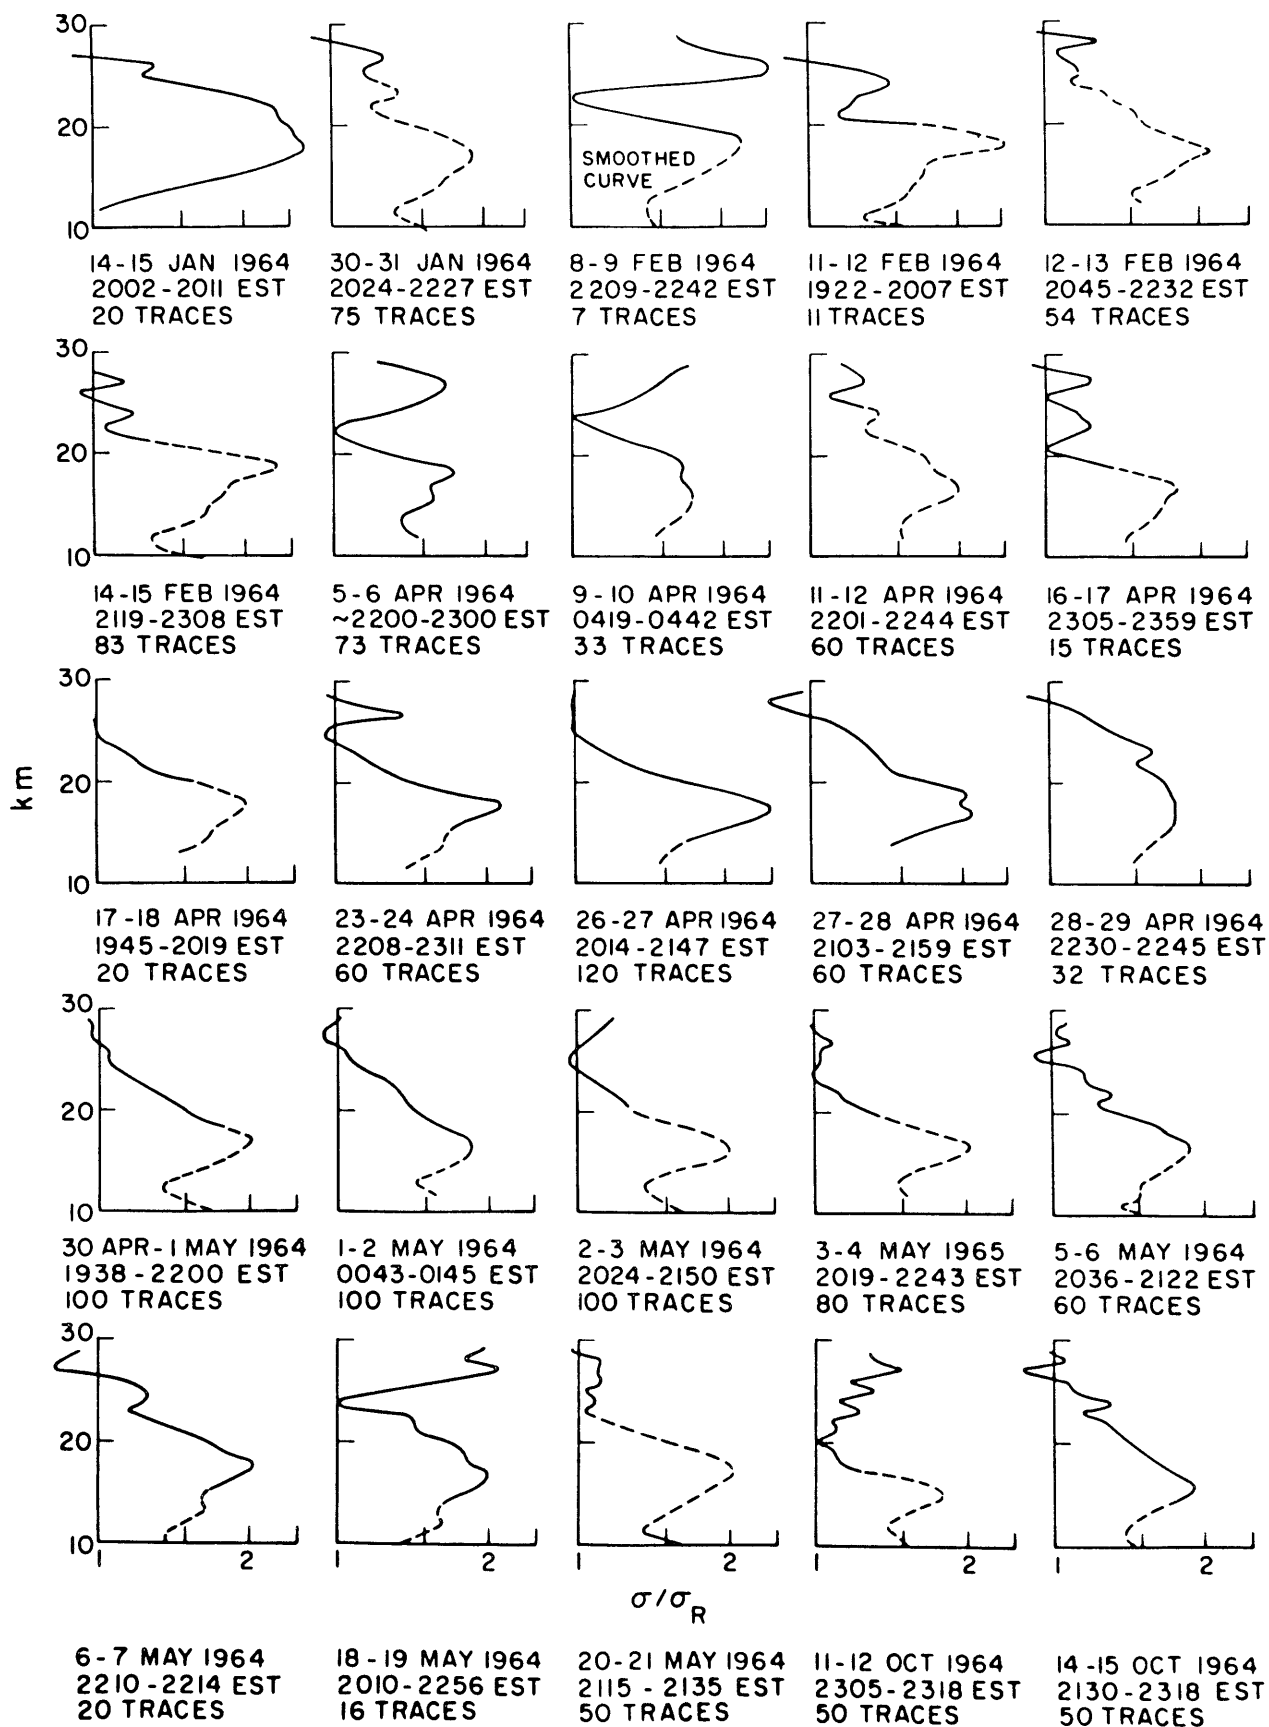 30
20
10
SMOOTHED
CURVE
14-15 JAN 1964
2002-2011 EST
20 TRACES
30-31 JAN 1964
2024-2227 EST
75 TRACES
8-9 FEB 1964
2209-2242 EST
7 TRACES
11-12 FEB 1964
1922-2007 EST
11 TRACES
12-13 FEB 1964
2045-2232 EST
54 TRACES
30
20
10
14-15 FEB 1964
2119-2308 EST
83 TRACES
5-6 APR 1964
~2200-2300 EST
73 TRACES
9-10 APR 1964
0419-0442 EST
33 TRACES
11-12 APR 1964
2201-2244 EST
60 TRACES
16-17 APR 1964
2305-2359 EST
15 TRACES
km
30
20
10
17-18 APR 1964
1945-2019 EST
20 TRACES
23-24 APR 1964
2208-2311 EST
60 TRACES
26-27 APR 1964
2014-2147 EST
120 TRACES
27-28 APR 1964
2103-2159 EST
60 TRACES
28-29 APR 1964
2230-2245 EST
32 TRACES
30
20
10
30 APR-1 MAY 1964
1938-2200 EST
100 TRACES
1-2 MAY 1964
0043-0145 EST
100 TRACES
2-3 MAY 1964
2024-2150 EST
100 TRACES
3-4 MAY 1965
2019-2243 EST
80 TRACES
5-6 MAY 1964
2036-2122 EST
60 TRACES
30
20
10
1 2
1 2
1 2
1 2
1 2
σ/σR
6-7 MAY 1964
2210-2214 EST
20 TRACES
18-19 MAY 1964
2010-2256 EST
16 TRACES
20-21 MAY 1964
2115-2135 EST
50 TRACES
11-12 OCT 1964
2305-2318 EST
50 TRACES
14-15 OCT 1964
2130-2318 EST
50 TRACES